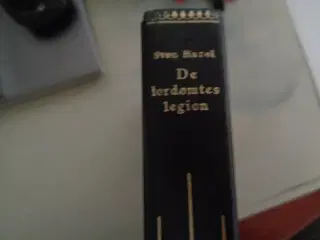 Sven Hazel
De
fordømtes
legion